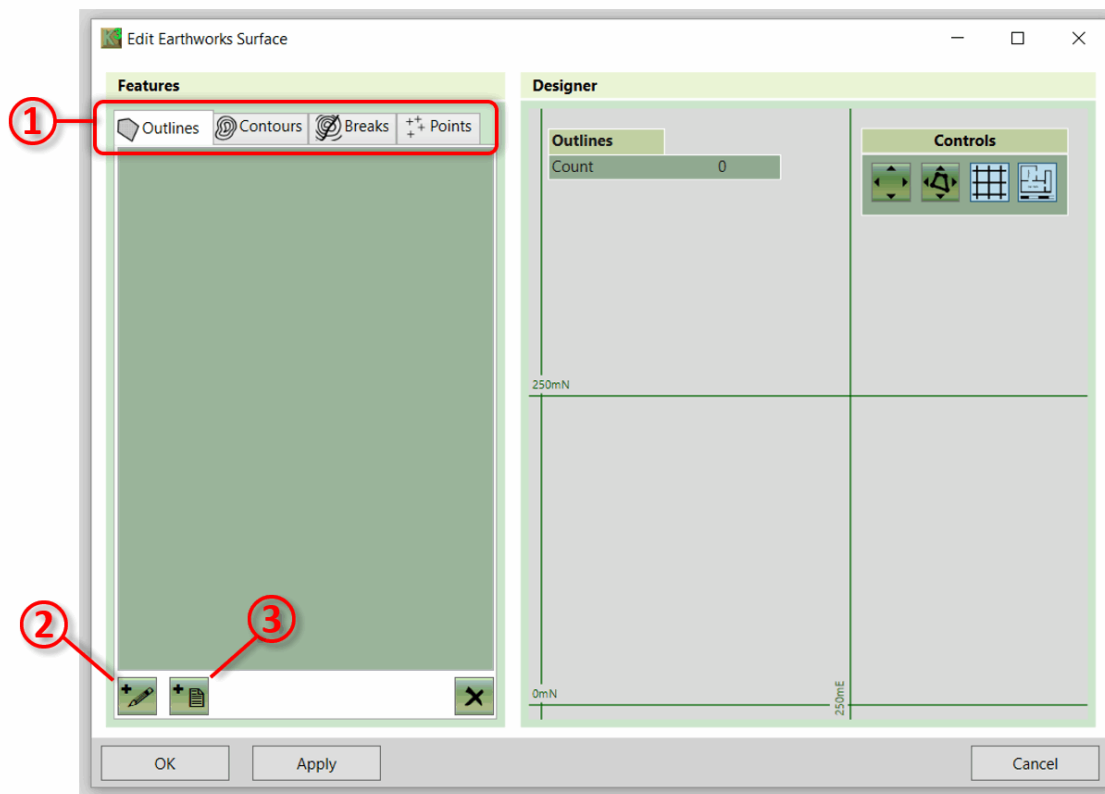 Edit Earthworks Surface
Features
Designer
1
Outlines
Contours
Breaks
Points
Outlines
Count 0
Controls
250mN
2
3
0mN
250mE
OK
Apply
Cancel